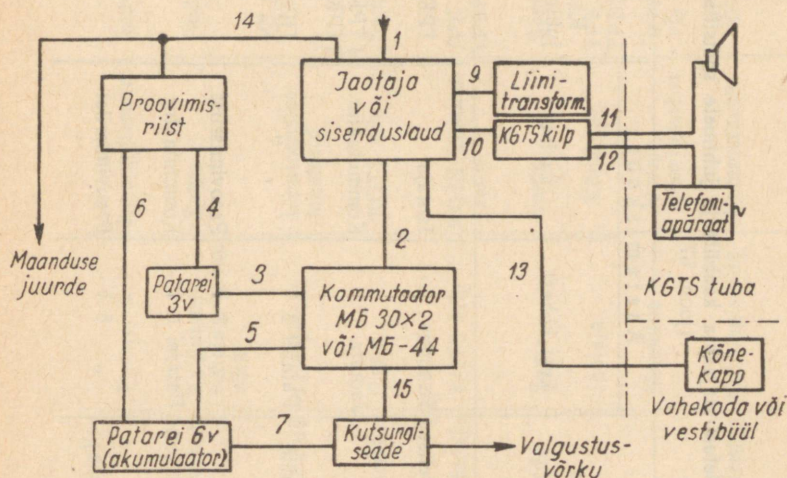 14
1
Proovimis-
riist
Jaotaja
või
sisenduslaud
9
Liini-
transform.
10
KGTS kilp
11
12
Telefoni-
aparaat
6
4
2
13
Maanduse
juurde
Patarei
3v
3
Kommutaator
МБ 30×2
või МБ-44
5
KGTS tuba
Kõne-
kapp
Vahekoda või
vestibüül
15
Patarei 6v
(akumulaator)
7
Kutsungi-
seade
Valgustus-
võrku